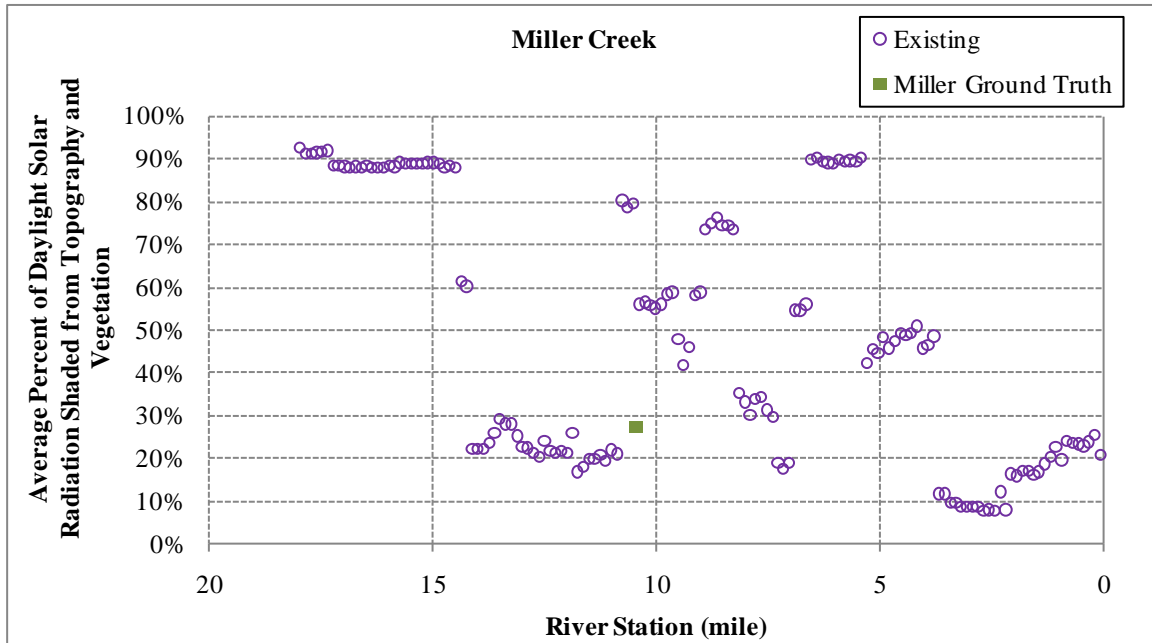 Miller Creek
Existing
Miller Ground Truth
Average Percent of Daylight Solar
Radiation Shaded from Topography and
Vegetation
100%
90%
80%
70%
60%
50%
40%
30%
20%
10%
0%
20
15
10
5
0
River Station (mile)